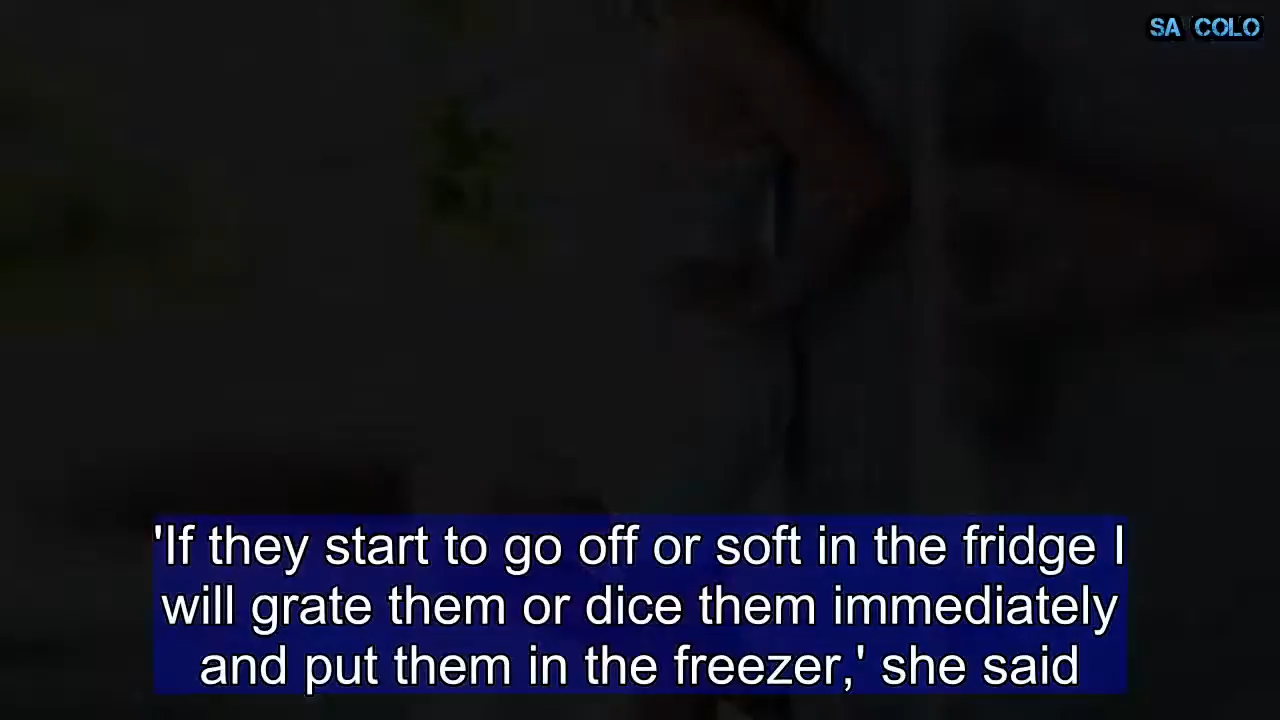 SA COLO
'If they start to go off or soft in the fridge I
will grate them or dice them immediately
and put them in the freezer,' she said